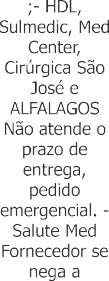 ;- HDL,
Sulmedic, Med
Center,
Cirúrgica São
José e
ALFALAGOS
Não atende o
prazo de
entrega,
pedido
emergencial. -
Salute Med
Fornecedor se
nega a